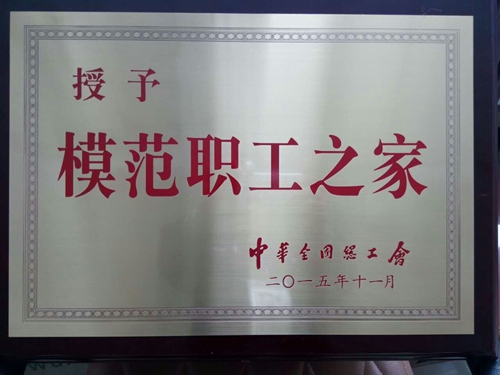 授予
模范职工之家
中华全国总工會
二〇一五年十一月